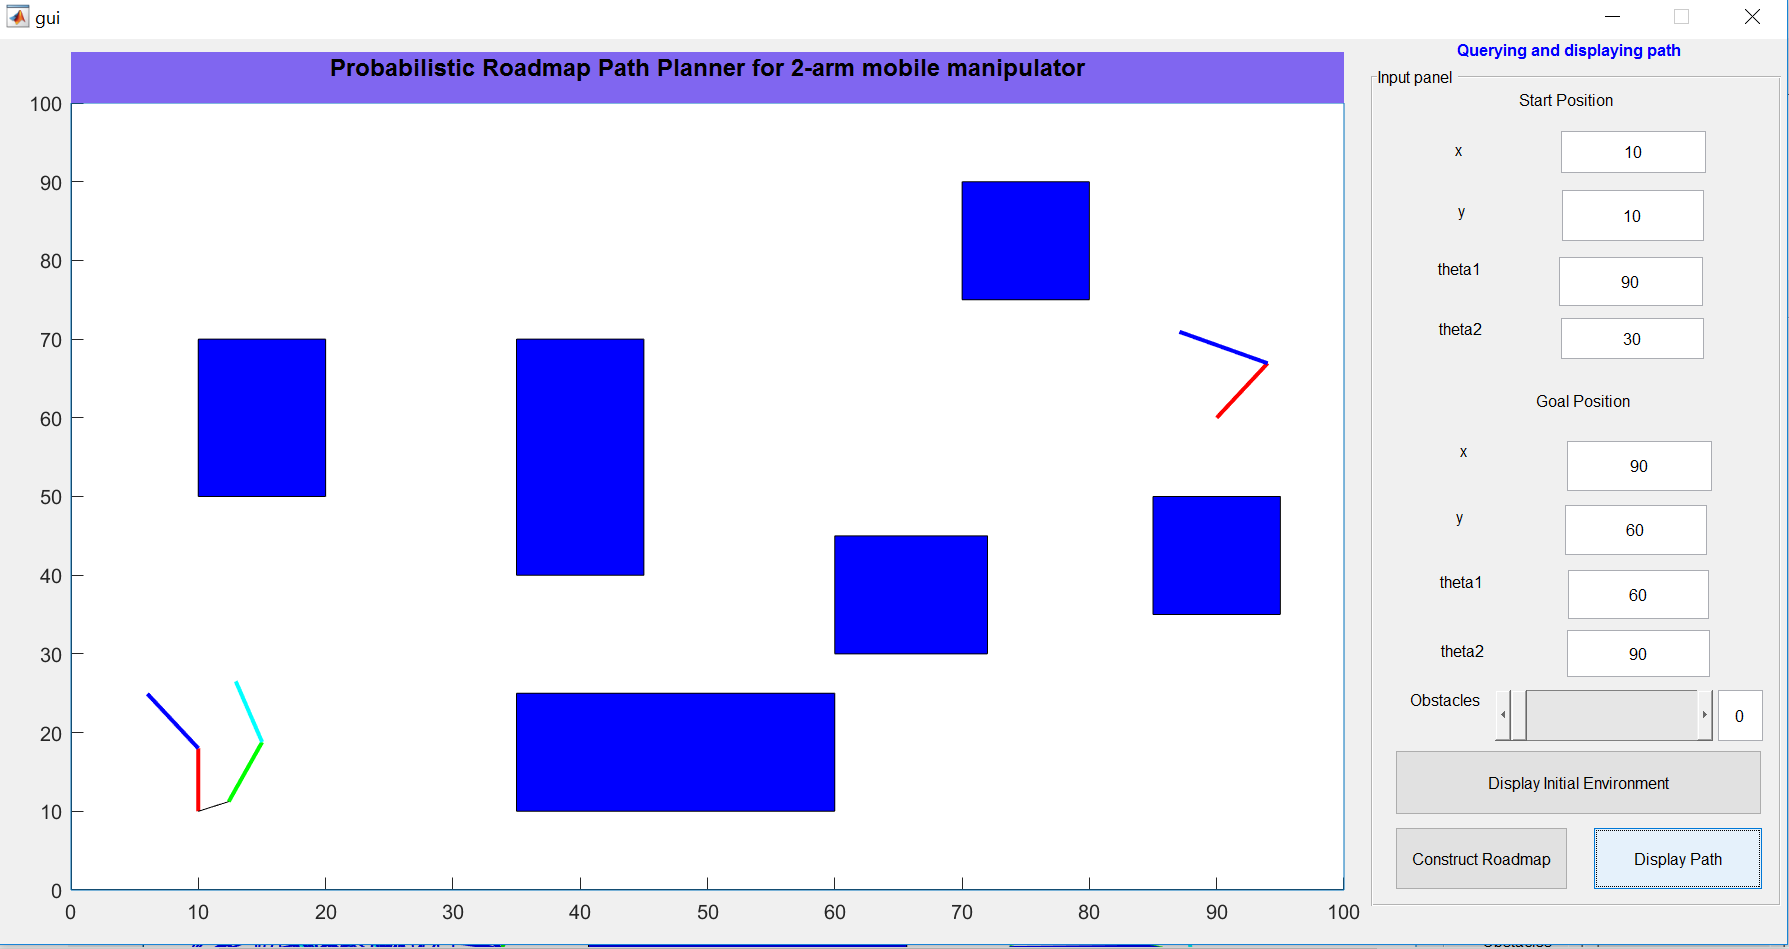 gui
Querying and displaying path
Probabilistic Roadmap Path Planner for 2-arm mobile manipulator
Input panel
Start Position
x 10
y 10
theta1 90
theta2 30
Goal Position
x 90
y 60
theta1 60
theta2 90
Obstacles 0
Display Initial Environment
Construct Roadmap Display Path
100
90
80
70
60
50
40
30
20
10
0
0 10 20 30 40 50 60 70 80 90 100